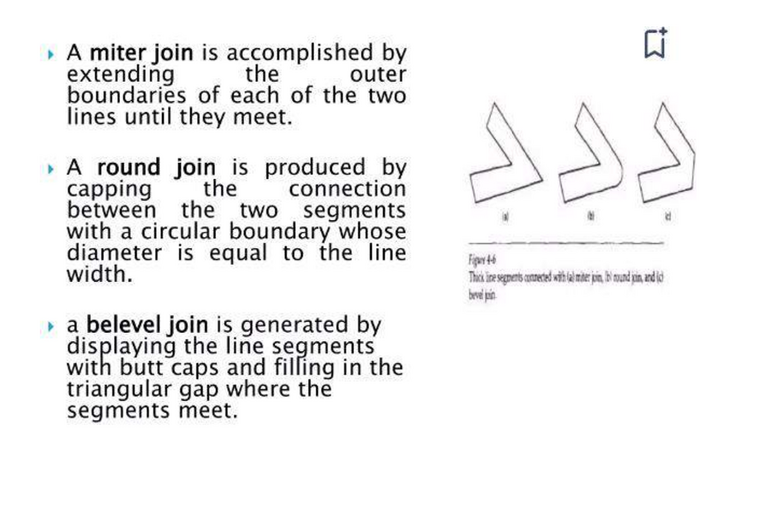 A miter join is accomplished by
extending the outer
boundaries of each of the two
lines until they meet.
A round join is produced by
capping the connection
between the two segments
with a circular boundary whose
diameter is equal to the line
width.
a belevel join is generated by
displaying the line segments
with butt caps and filling in the
triangular gap where the
segments meet.
(a) (b) (c)
Figure 4-6
Thick line segments connected with (a) miter join, (b) round join, and (c)
bevel join.